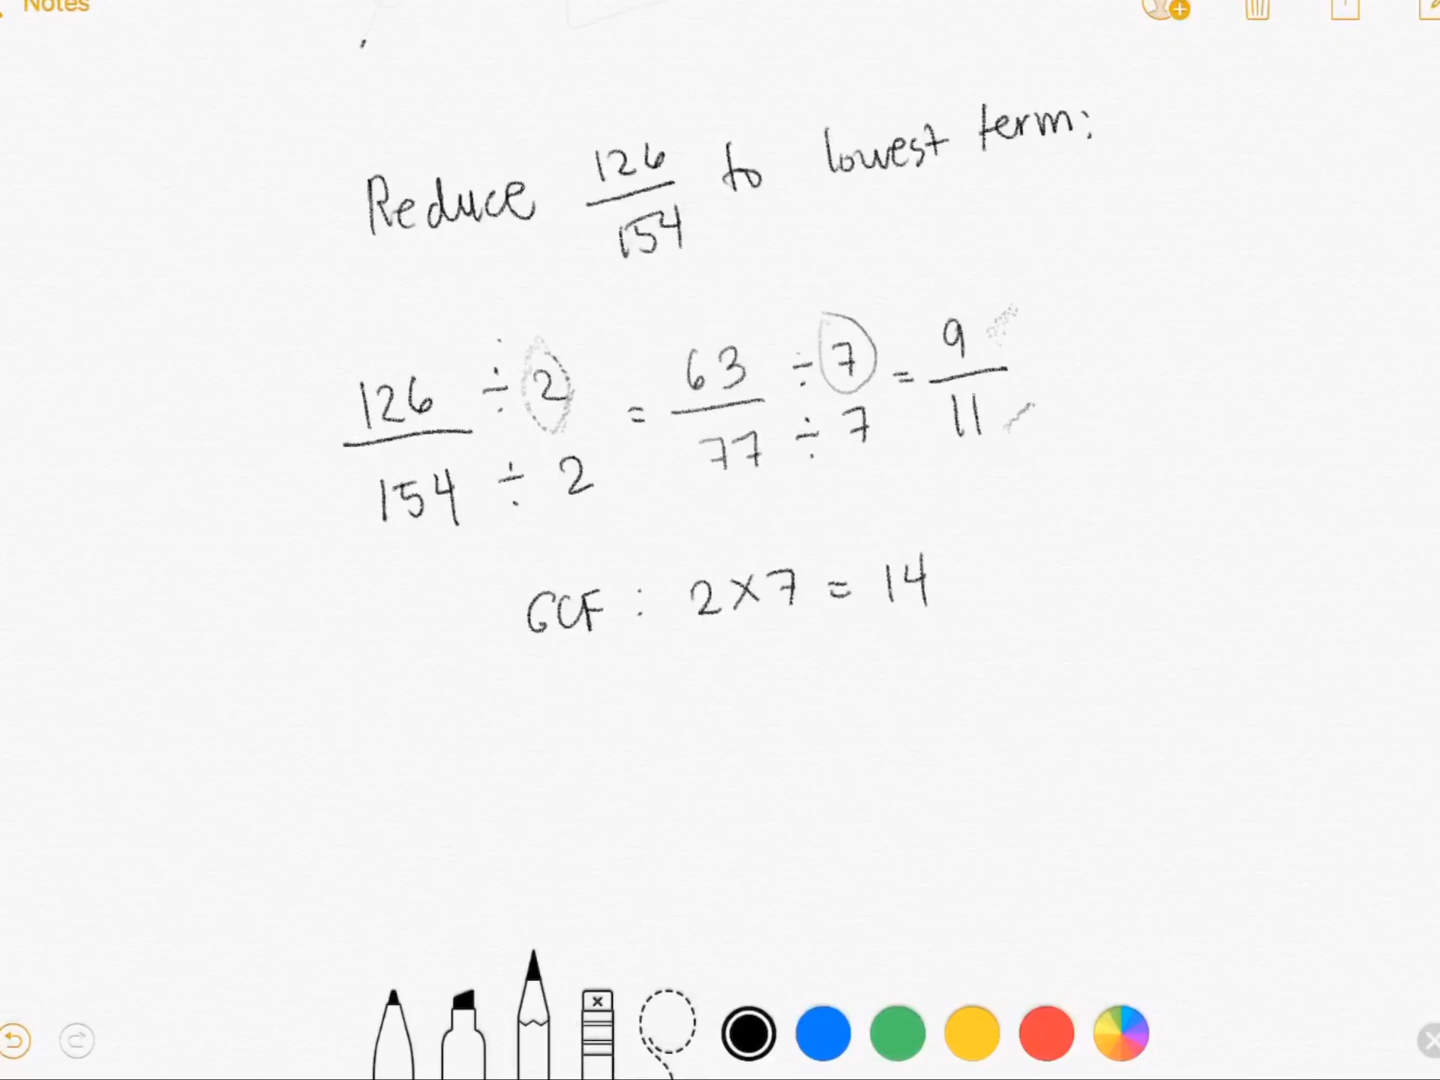 Notes
Reduce 126/154 to lowest term:
126 ÷ 2 / 154 ÷ 2 = 63 ÷ 7 / 77 ÷ 7 = 9/11
GCF : 2 × 7 = 14